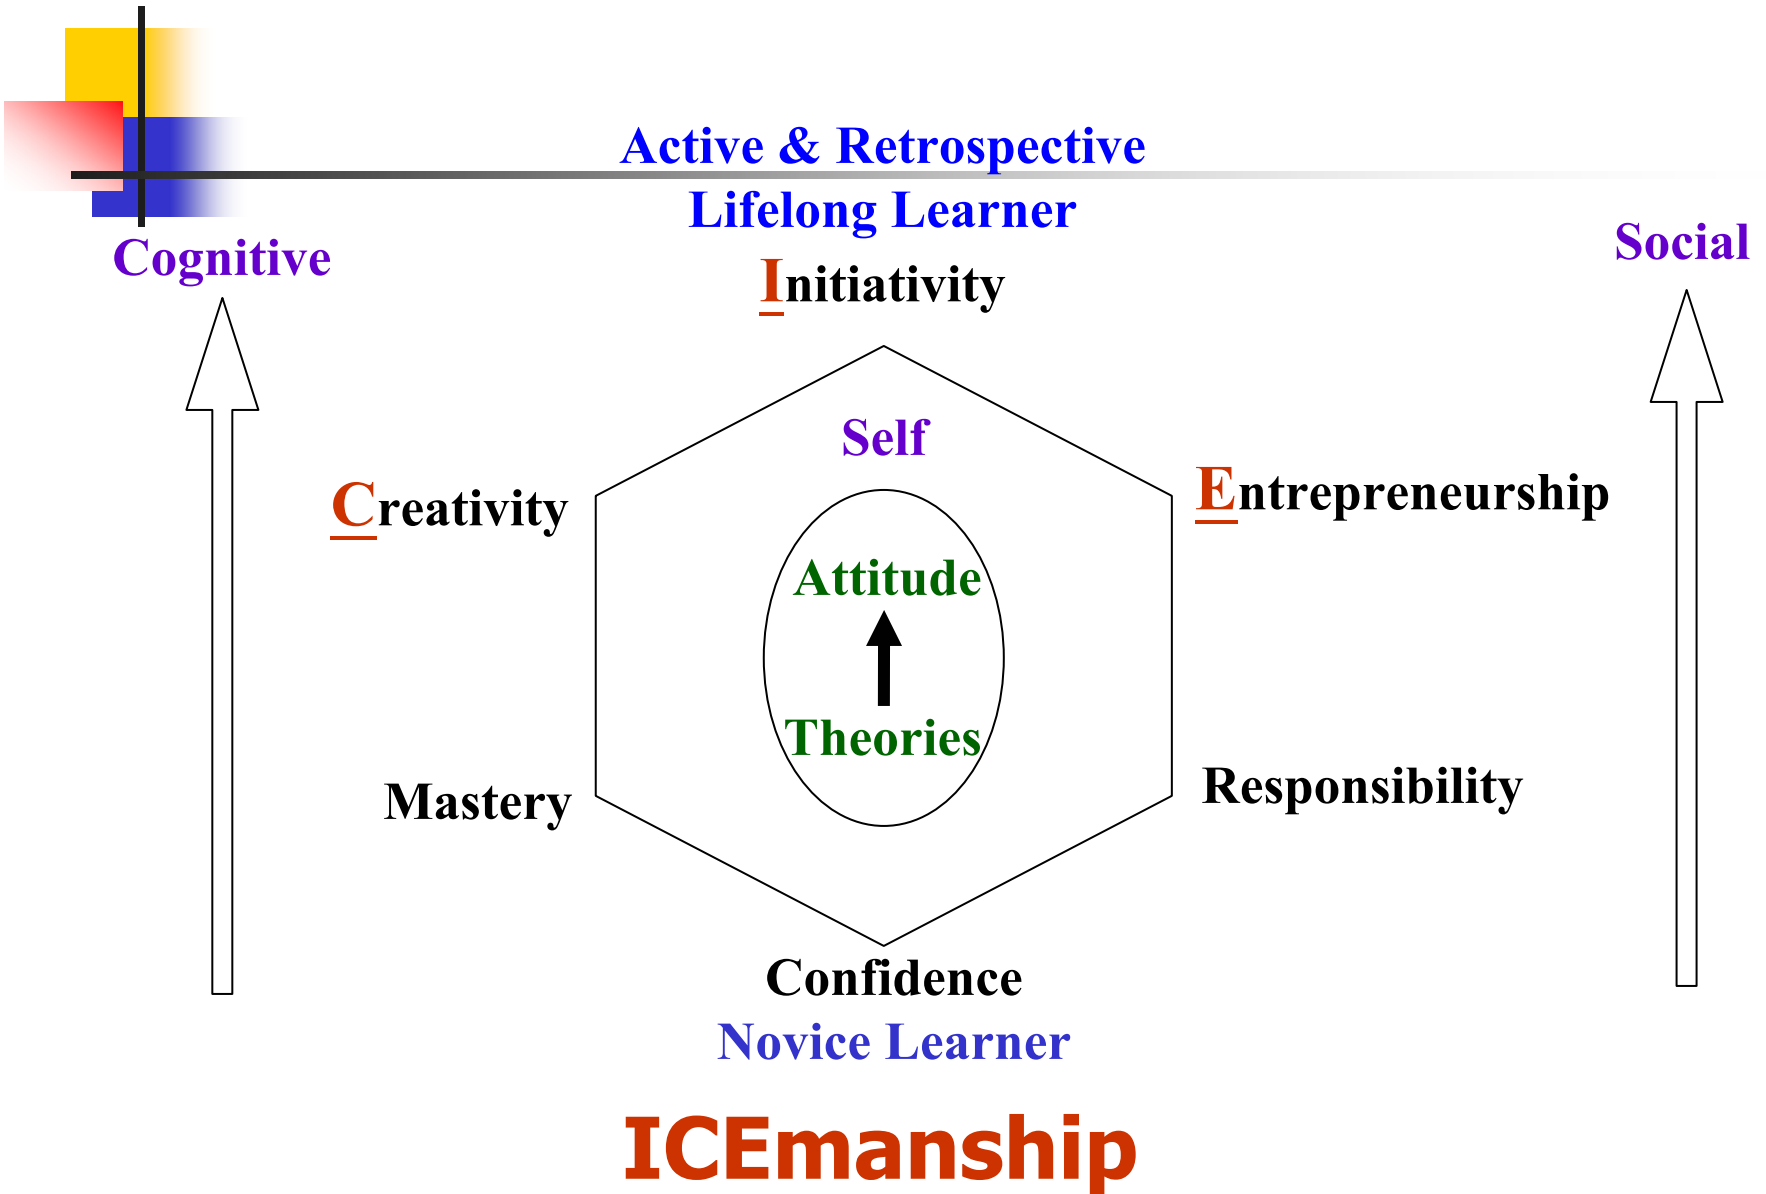 Active & Retrospective
Lifelong Learner
Cognitive
Social
Initiativity
Self
Creativity
Entrepreneurship
Attitude
Theories
Mastery
Responsibility
Confidence
Novice Learner
ICEmanship